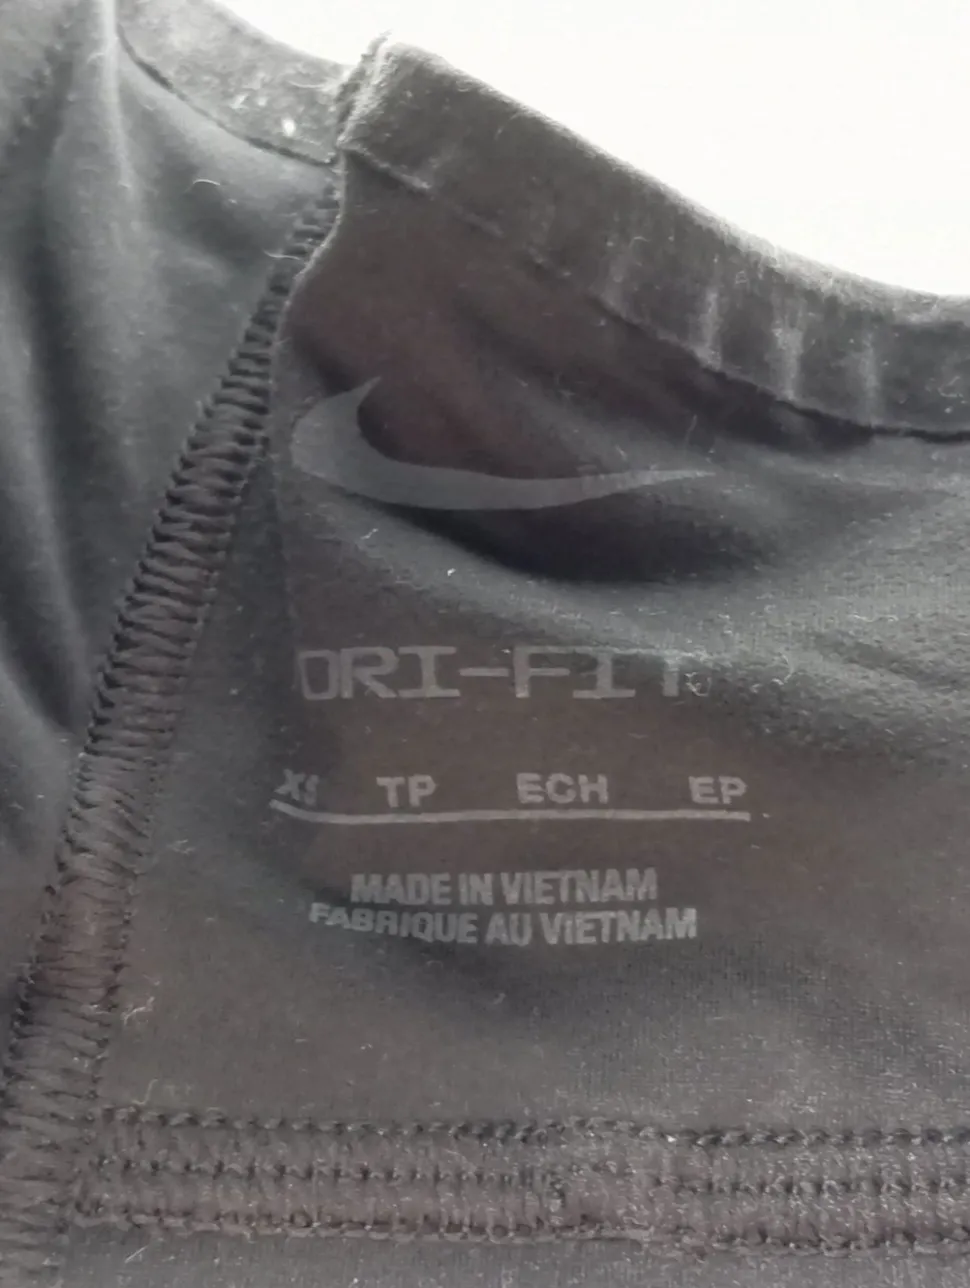 DRI-FIT
XS TP ECH EP
MADE IN VIETNAM
FABRIQUE AU VIETNAM